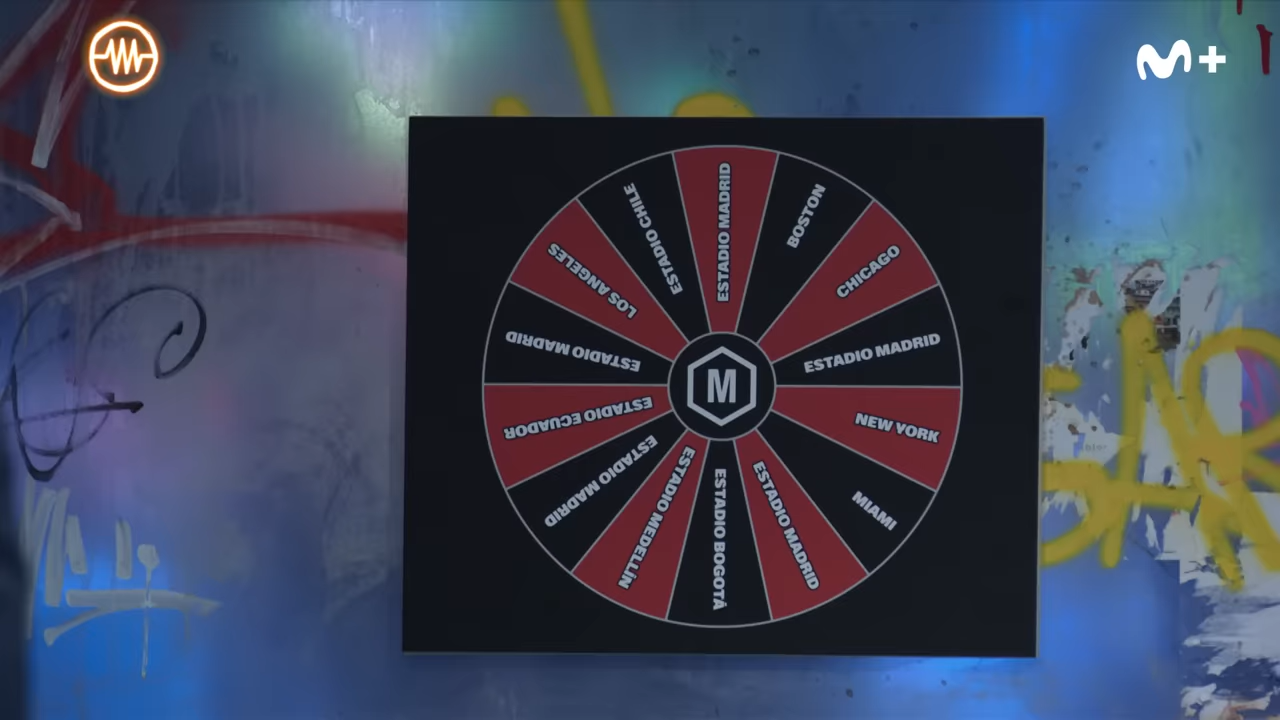 M+
ESTADIO MADRID
BOSTON
CHICAGO
ESTADIO MADRID
NEW YORK
MIAMI
ESTADIO MADRID
ESTADIO BOGOTÁ
ESTADIO MEDELLÍN
ESTADIO MADRID
ESTADIO ECUADOR
ESTADIO MADRID
LOS ANGELES
ESTADIO CHILE
M